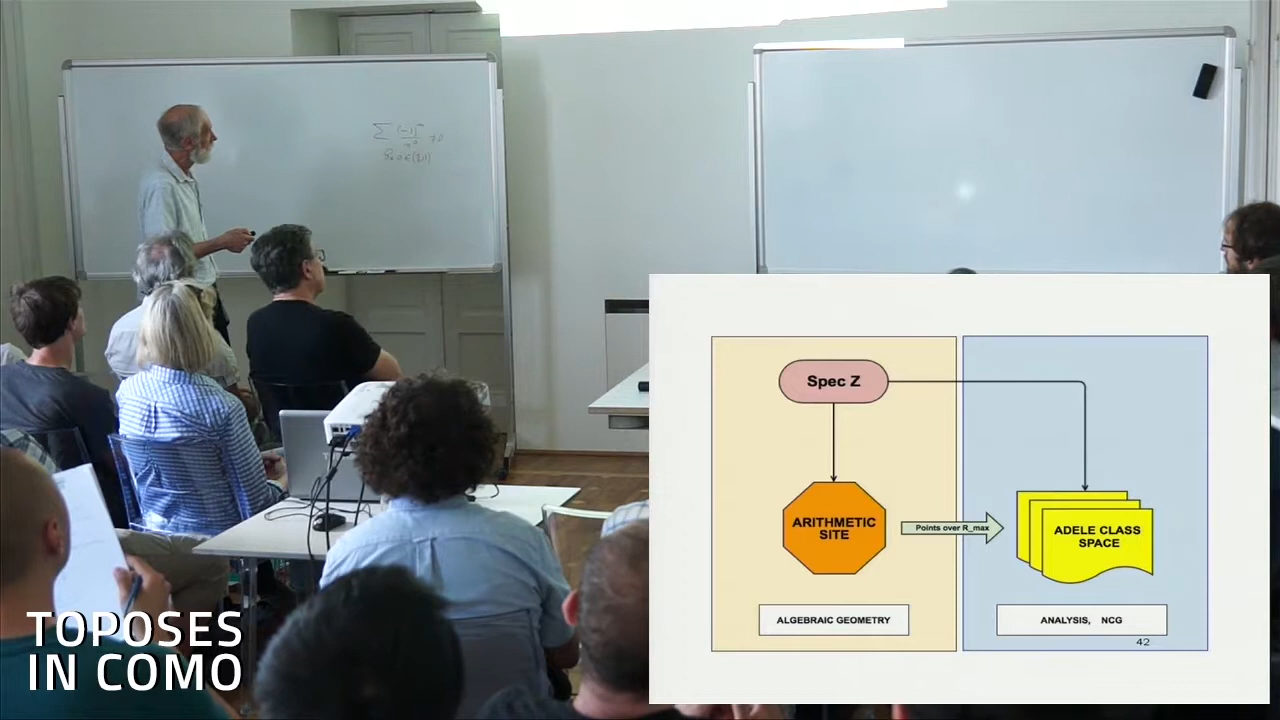 Spec Z
ARITHMETIC
SITE
Points over R_max
ADELE CLASS
SPACE
ALGEBRAIC GEOMETRY
ANALYSIS, NCG
42
TOPOSES
IN COMO